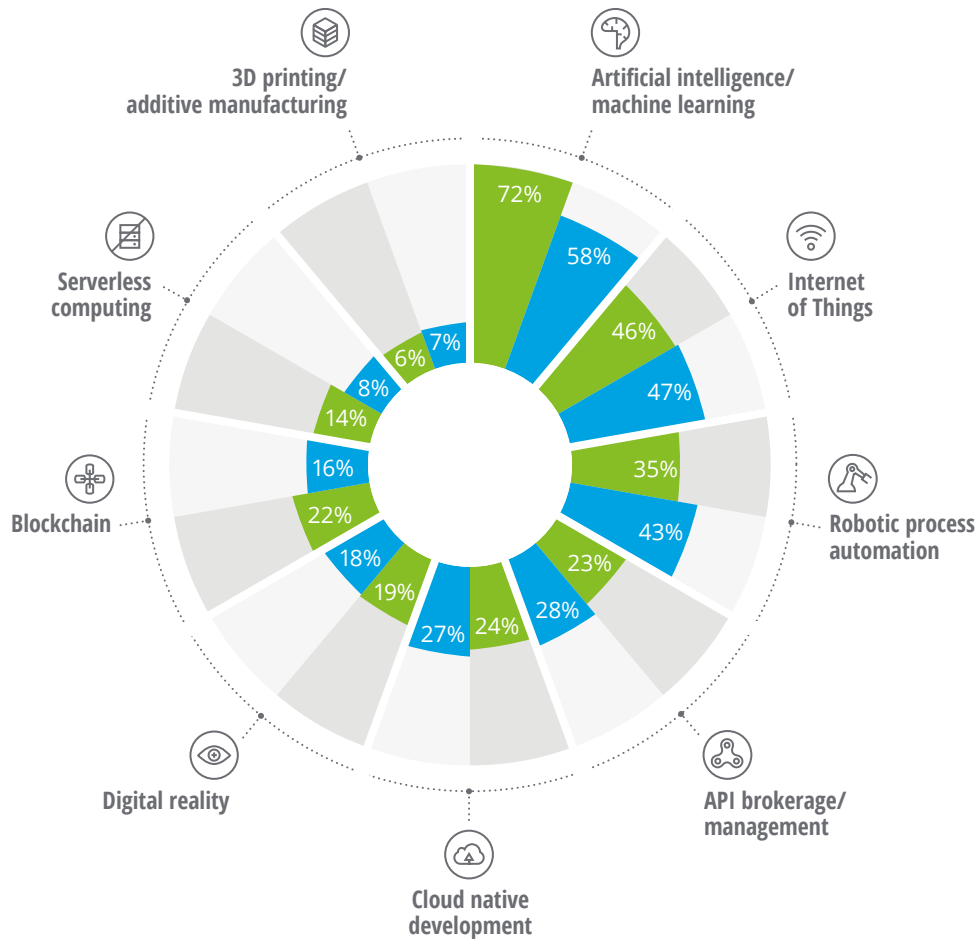 3D printing/
additive manufacturing
Artificial intelligence/
machine learning
72%
58%
Internet
of Things
46%
47%
Robotic process
automation
35%
43%
API brokerage/
management
23%
28%
Cloud native
development
24%
27%
Digital reality
19%
18%
Blockchain
22%
16%
Serverless
computing
14%
8%
6%
7%